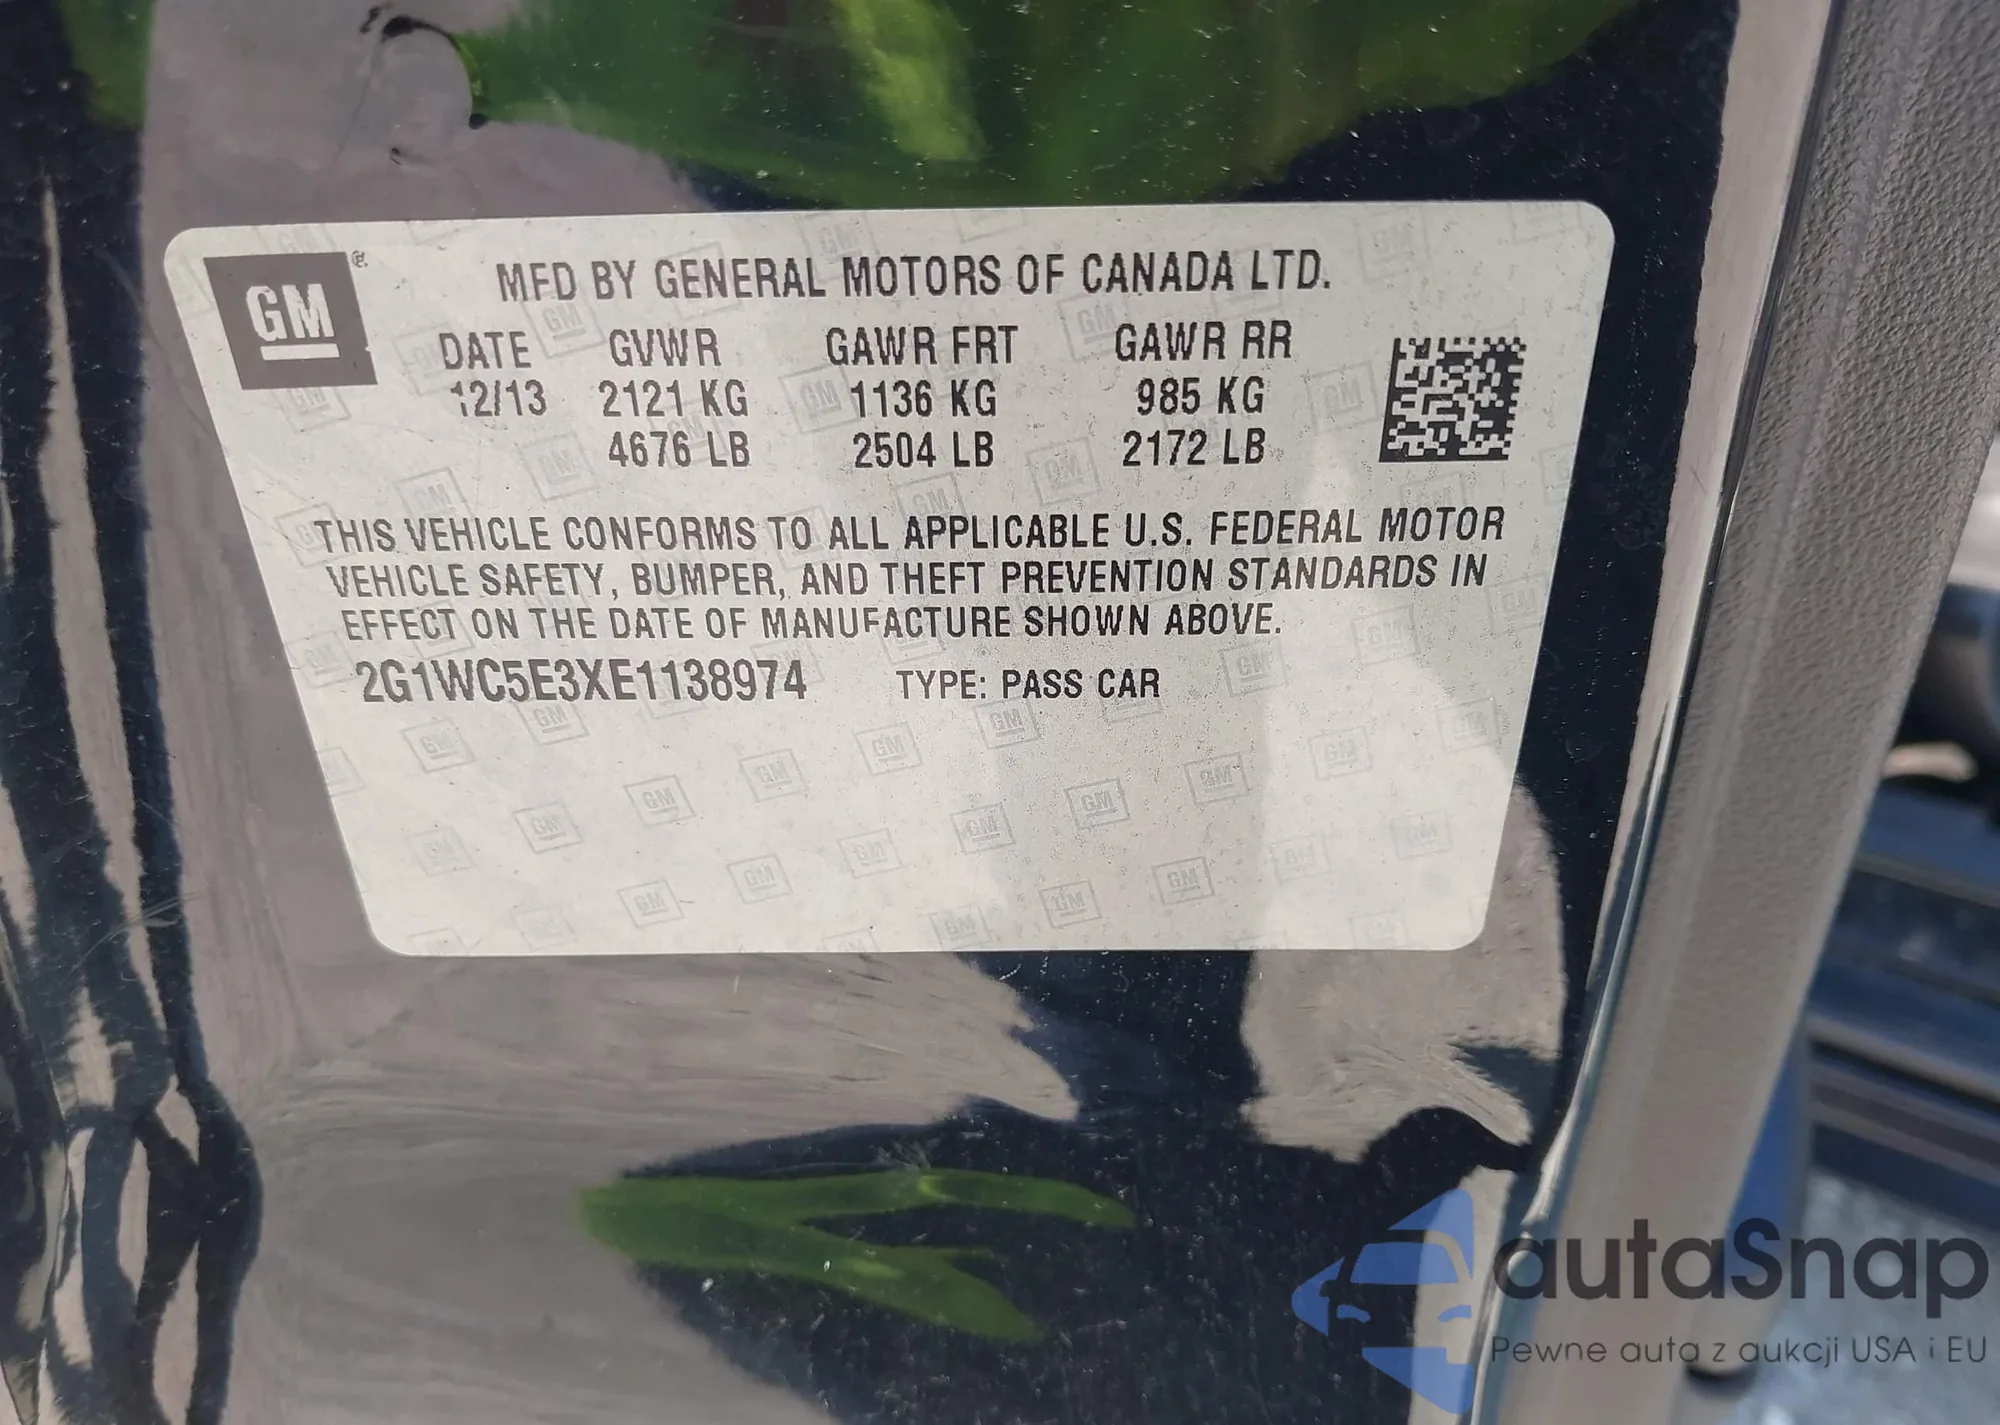 GM
MFD BY GENERAL MOTORS OF CANADA LTD.
DATE GVWR GAWR FRT GAWR RR
12/13 2121 KG 1136 KG 985 KG
4676 LB 2504 LB 2172 LB
THIS VEHICLE CONFORMS TO ALL APPLICABLE U.S. FEDERAL MOTOR
VEHICLE SAFETY, BUMPER, AND THEFT PREVENTION STANDARDS IN
EFFECT ON THE DATE OF MANUFACTURE SHOWN ABOVE.
2G1WC5E3XE1138974 TYPE: PASS CAR
autaSnap
Pewne auta z aukcji USA i EU